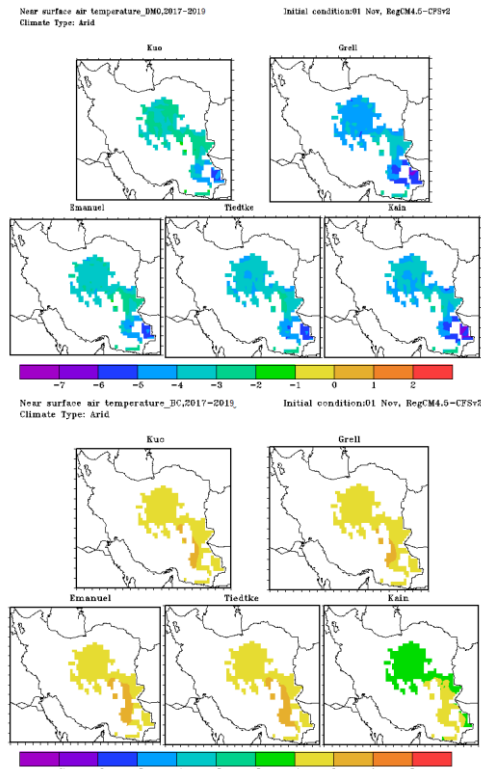 Near surface air temperature_DMO,2017-2019 Initial condition:01 Nov, RegCM4.5-CFSv2
Climate Type: Arid
Kuo Grell
Emanuel Tiedtke Kain
-7 -6 -5 -4 -3 -2 -1 0 1 2
Near surface air temperature_BC,2017-2019, Initial condition:01 Nov, RegCM4.5-CFSv2
Climate Type: Arid
Kuo Grell
Emanuel Tiedtke Kain